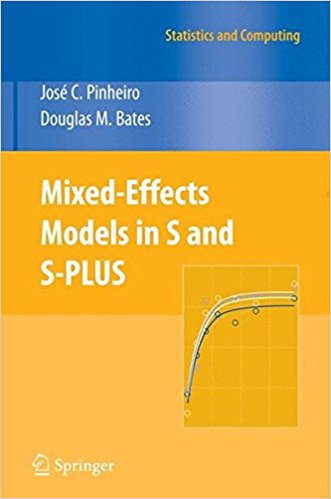 Statistics and Computing
José C. Pinheiro
Douglas M. Bates
Mixed-Effects
Models in S and
S-PLUS
Springer